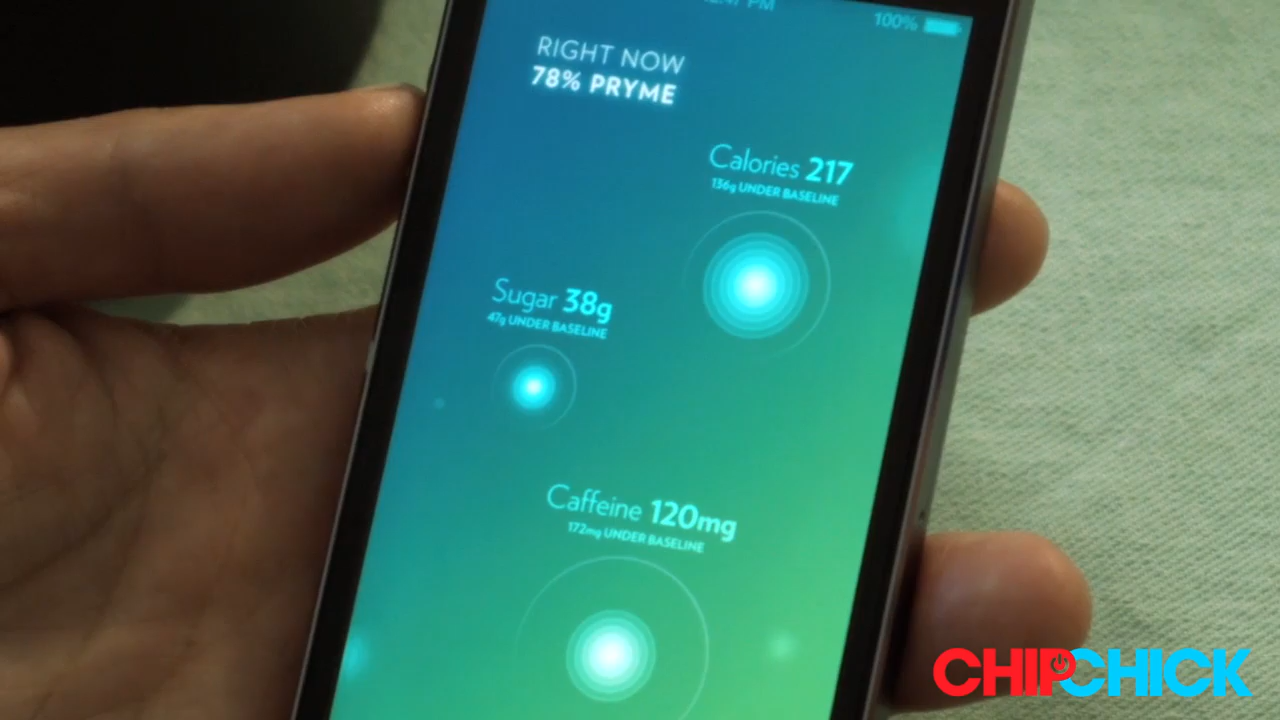 100%
RIGHT NOW
78% PRYME
Calories 217
136g UNDER BASELINE
Sugar 38g
47g UNDER BASELINE
Caffeine 120mg
172mg UNDER BASELINE
CHIPCHICK